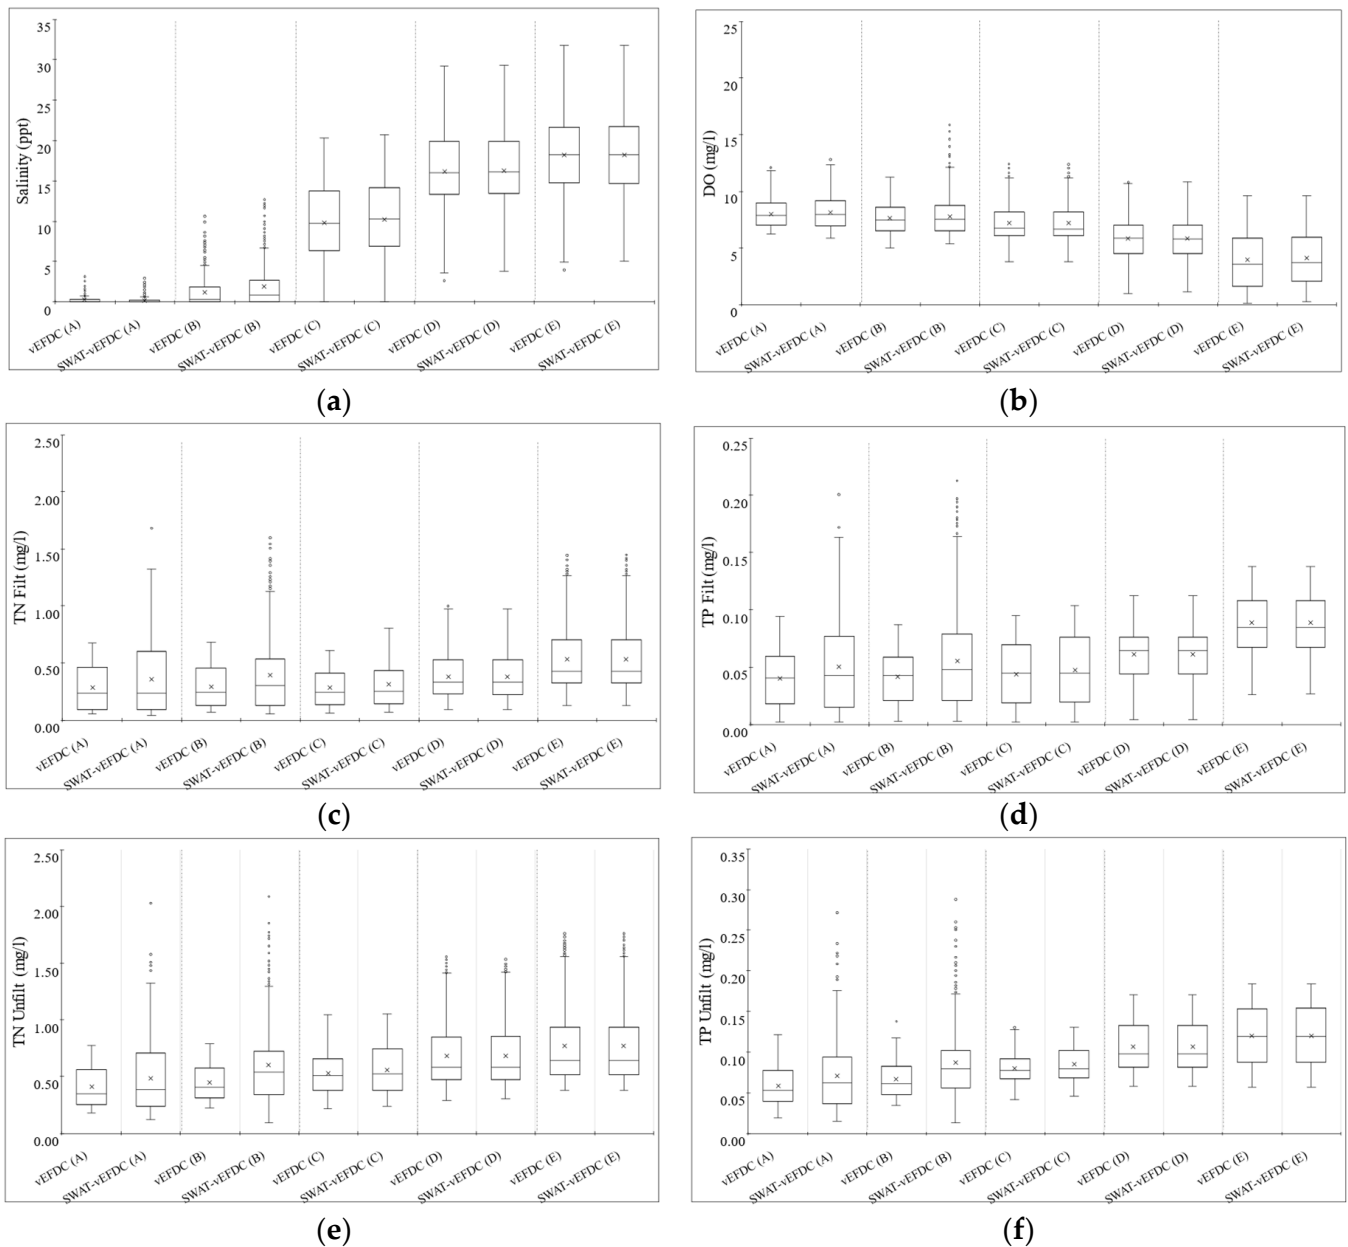 35
30
25
20
15
10
5
0
Salinity (ppt)
vEFDC (A)
SWAT-vEFDC (A)
vEFDC (B)
SWAT-vEFDC (B)
vEFDC (C)
SWAT-vEFDC (C)
vEFDC (D)
SWAT-vEFDC (D)
vEFDC (E)
SWAT-vEFDC (E)
(a)
25
20
15
10
5
0
DO (mg/l)
vEFDC (A)
SWAT-vEFDC (A)
vEFDC (B)
SWAT-vEFDC (B)
vEFDC (C)
SWAT-vEFDC (C)
vEFDC (D)
SWAT-vEFDC (D)
vEFDC (E)
SWAT-vEFDC (E)
(b)
2.50
2.00
1.50
1.00
0.50
0.00
TN Filt (mg/l)
vEFDC (A)
SWAT-vEFDC (A)
vEFDC (B)
SWAT-vEFDC (B)
vEFDC (C)
SWAT-vEFDC (C)
vEFDC (D)
SWAT-vEFDC (D)
vEFDC (E)
SWAT-vEFDC (E)
(c)
0.25
0.20
0.15
0.10
0.05
0.00
TP Filt (mg/l)
vEFDC (A)
SWAT-vEFDC (A)
vEFDC (B)
SWAT-vEFDC (B)
vEFDC (C)
SWAT-vEFDC (C)
vEFDC (D)
SWAT-vEFDC (D)
vEFDC (E)
SWAT-vEFDC (E)
(d)
2.50
2.00
1.50
1.00
0.50
0.00
TN Unfilt (mg/l)
vEFDC (A)
SWAT-vEFDC (A)
vEFDC (B)
SWAT-vEFDC (B)
vEFDC (C)
SWAT-vEFDC (C)
vEFDC (D)
SWAT-vEFDC (D)
vEFDC (E)
SWAT-vEFDC (E)
(e)
0.35
0.30
0.25
0.20
0.15
0.10
0.05
0.00
TP Unfilt (mg/l)
vEFDC (A)
SWAT-vEFDC (A)
vEFDC (B)
SWAT-vEFDC (B)
vEFDC (C)
SWAT-vEFDC (C)
vEFDC (D)
SWAT-vEFDC (D)
vEFDC (E)
SWAT-vEFDC (E)
(f)